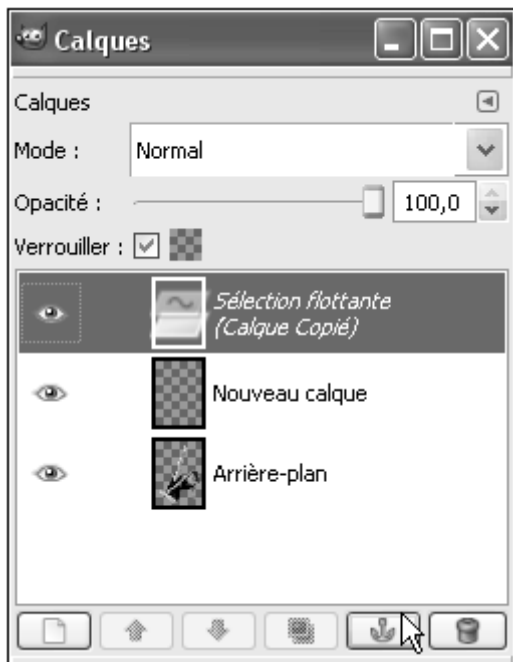 Calques
Calques
Mode : Normal
Opacité : 100,0
Verrouiller :
Sélection flottante
(Calque Copié)
Nouveau calque
Arrière-plan